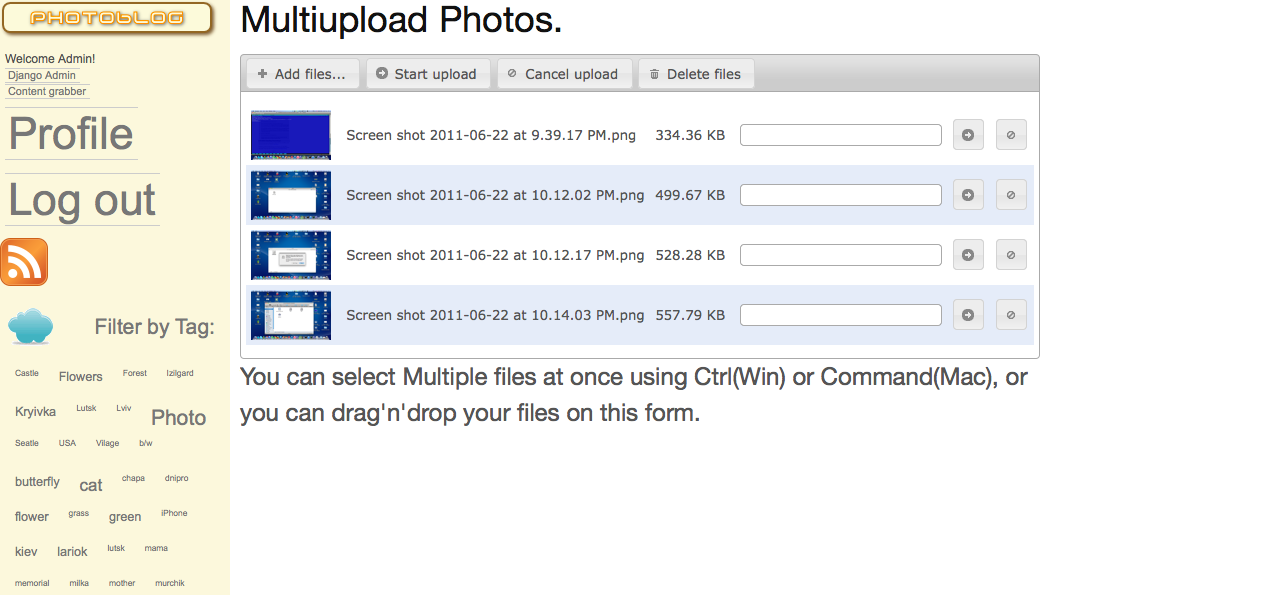 PHOTOBLOG
Welcome Admin!
Django Admin
Content grabber
Profile
Log out
Filter by Tag:
Castle Flowers Forest Izilgard
Kryivka Lutsk Lviv Photo
Seatle USA Vilage b/w
butterfly cat chapa dnipro
flower grass green iPhone
kiev lariok lutsk mama
memorial milka mother murchik
Multiupload Photos.
Add files... Start upload Cancel upload Delete files
Screen shot 2011-06-22 at 9.39.17 PM.png 334.36 KB
Screen shot 2011-06-22 at 10.12.02 PM.png 499.67 KB
Screen shot 2011-06-22 at 10.12.17 PM.png 528.28 KB
Screen shot 2011-06-22 at 10.14.03 PM.png 557.79 KB
You can select Multiple files at once using Ctrl(Win) or Command(Mac), or
you can drag'n'drop your files on this form.